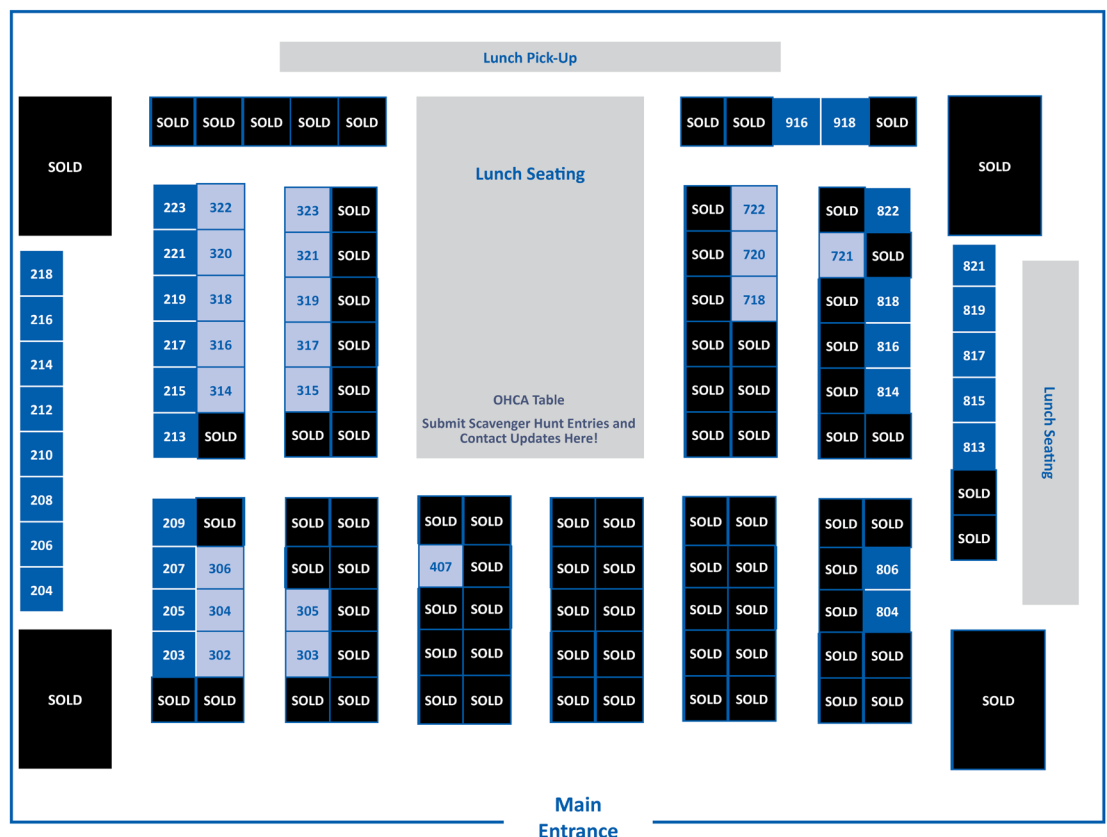 Lunch Pick-Up
SOLD SOLD SOLD SOLD SOLD
SOLD SOLD 916 918 SOLD
SOLD
SOLD
Lunch Seating
223 322
323 SOLD
SOLD 722
SOLD 822
221 320
321 SOLD
SOLD 720
721 SOLD
219 318
319 SOLD
SOLD 718
SOLD 818
217 316
317 SOLD
SOLD SOLD
SOLD 816
215 314
315 SOLD
SOLD SOLD
SOLD 814
213 SOLD
SOLD SOLD
SOLD SOLD
SOLD SOLD
218
216
214
212
210
208
206
204
821
819
817
815
813
SOLD
SOLD
Lunch Seating
OHCA Table
Submit Scavenger Hunt Entries and
Contact Updates Here!
209 SOLD
SOLD SOLD
SOLD SOLD
SOLD SOLD
SOLD SOLD
SOLD SOLD
207 306
SOLD SOLD
407 SOLD
SOLD SOLD
SOLD SOLD
SOLD 806
205 304
305 SOLD
SOLD SOLD
SOLD SOLD
SOLD SOLD
SOLD 804
203 302
303 SOLD
SOLD SOLD
SOLD SOLD
SOLD SOLD
SOLD SOLD
SOLD SOLD
SOLD SOLD
SOLD SOLD
SOLD SOLD
SOLD SOLD
SOLD SOLD
SOLD
SOLD
Main
Entrance